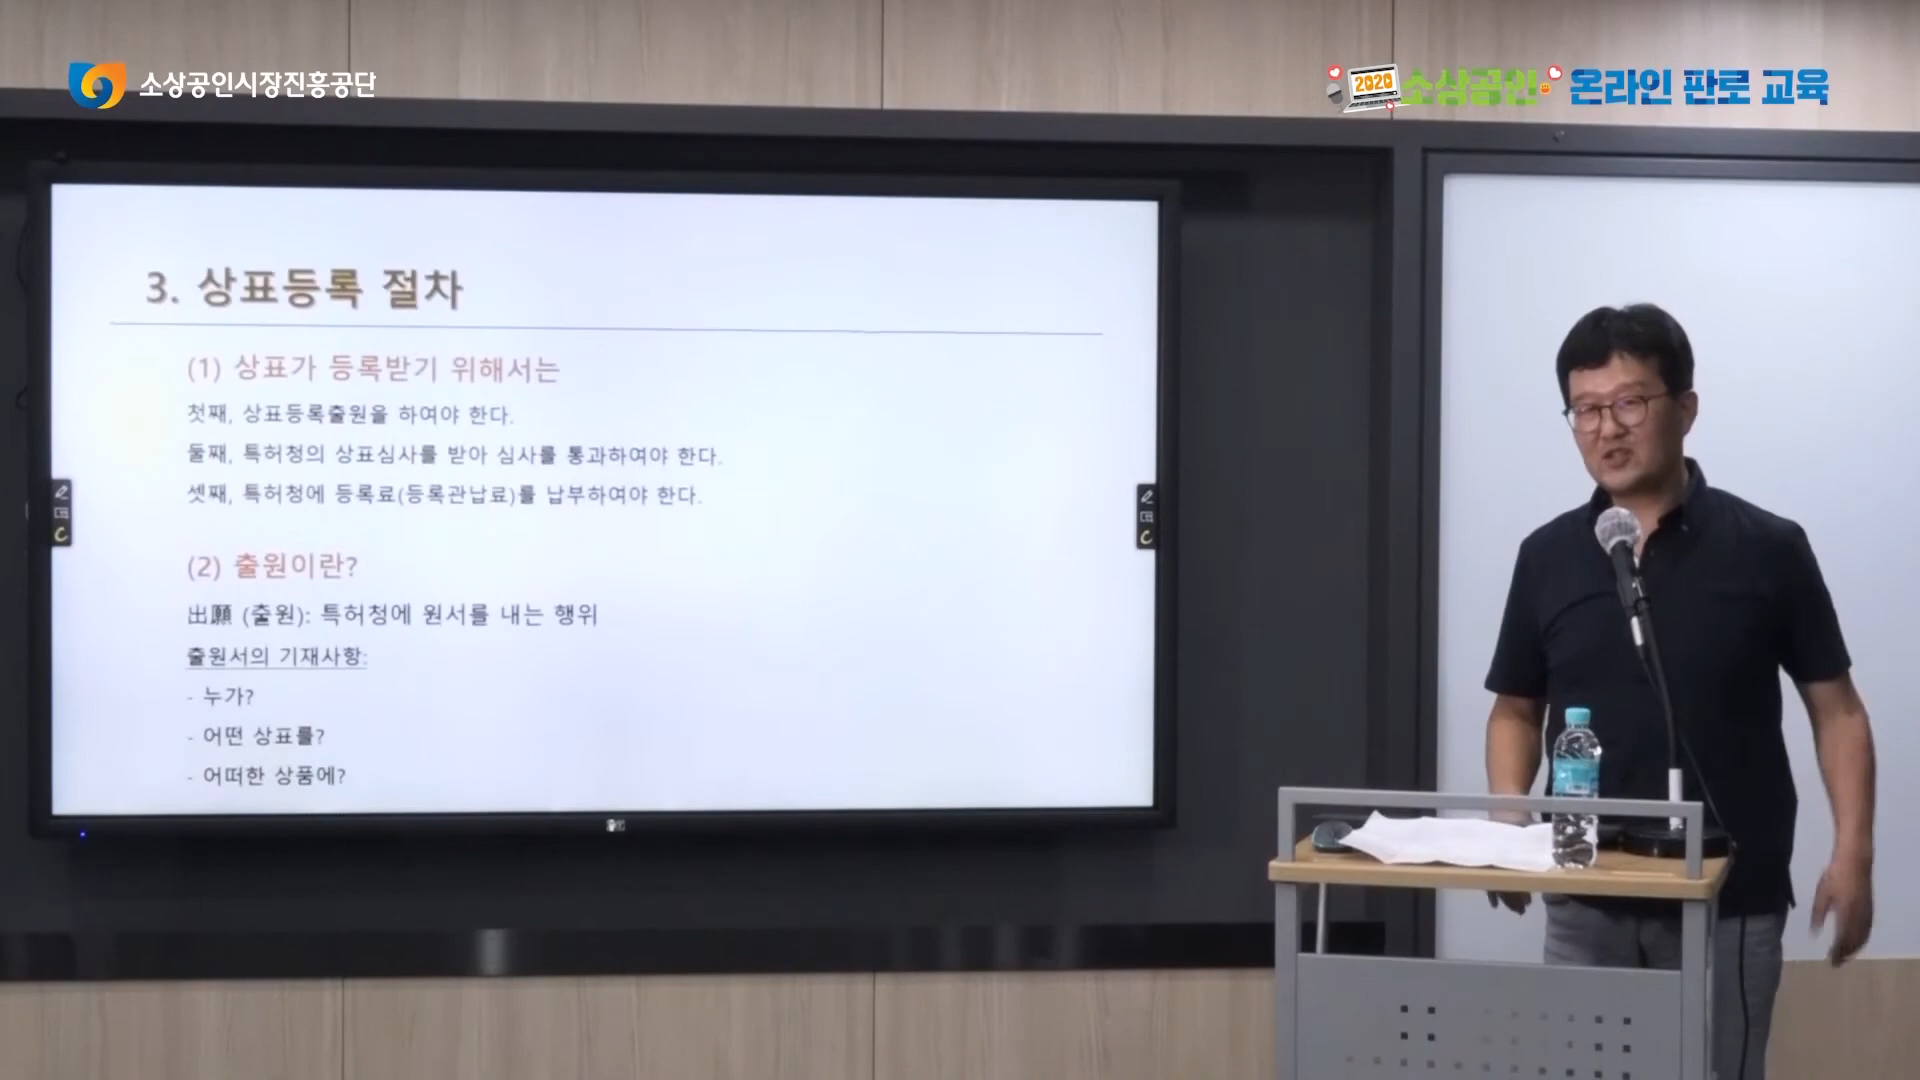 소상공인시장진흥공단
2020 소상공인 온라인 판로 교육
3. 상표등록 절차
(1) 상표가 등록받기 위해서는
첫째, 상표등록출원을 하여야 한다.
둘째, 특허청의 상표심사를 받아 심사를 통과하여야 한다.
셋째, 특허청에 등록료(등록관납료)를 납부하여야 한다.
(2) 출원이란?
出願 (출원): 특허청에 원서를 내는 행위
출원서의 기재사항:
- 누가?
- 어떤 상표를?
- 어떠한 상품에?